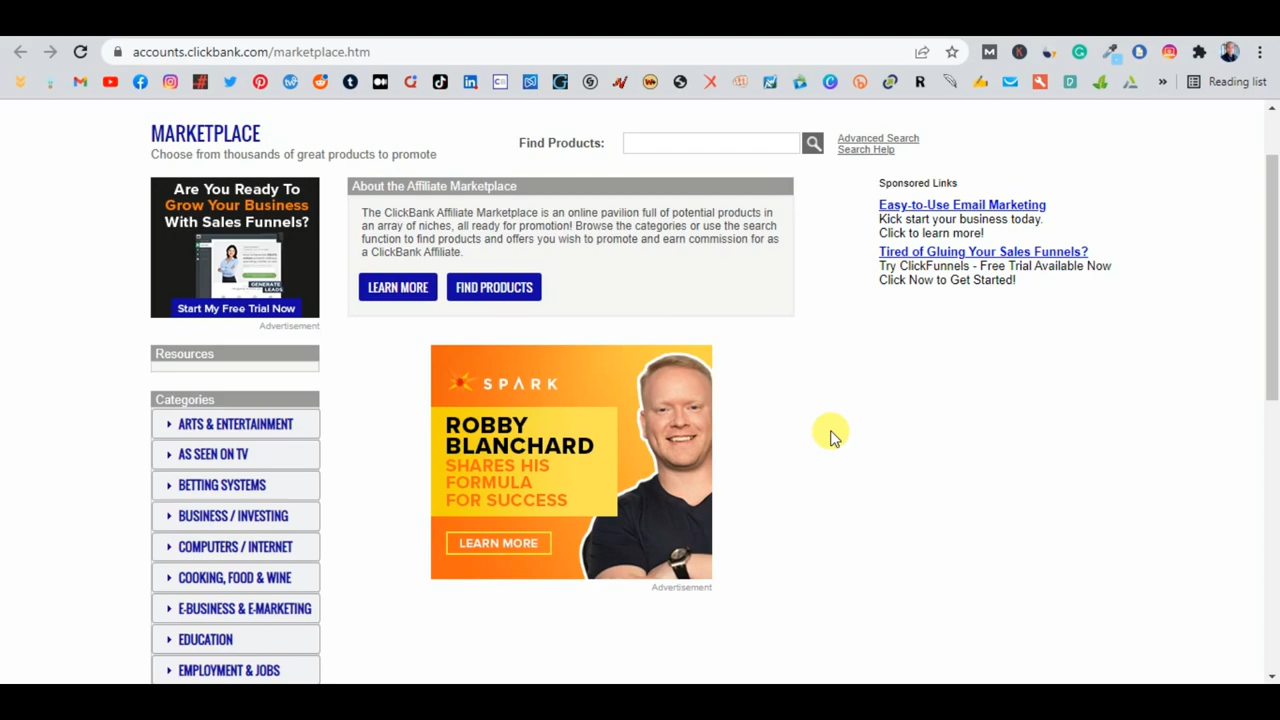 accounts.clickbank.com/marketplace.htm
Reading list
MARKETPLACE
Choose from thousands of great products to promote
Find Products:
Advanced Search
Search Help
Are You Ready To
Grow Your Business
With Sales Funnels?
GENERATE
LEADS
Start My Free Trial Now
Advertisement
About the Affiliate Marketplace
The ClickBank Affiliate Marketplace is an online pavilion full of potential products in
an array of niches, all ready for promotion! Browse the categories or use the search
function to find products and offers you wish to promote and earn commission for as
a ClickBank Affiliate.
LEARN MORE
FIND PRODUCTS
Sponsored Links
Easy-to-Use Email Marketing
Kick start your business today.
Click to learn more!
Tired of Gluing Your Sales Funnels?
Try ClickFunnels - Free Trial Available Now
Click Now to Get Started!
Resources
Categories
ARTS & ENTERTAINMENT
AS SEEN ON TV
BETTING SYSTEMS
BUSINESS / INVESTING
COMPUTERS / INTERNET
COOKING, FOOD & WINE
E-BUSINESS & E-MARKETING
EDUCATION
EMPLOYMENT & JOBS
SPARK
ROBBY
BLANCHARD
SHARES HIS
FORMULA
FOR SUCCESS
LEARN MORE
Advertisement